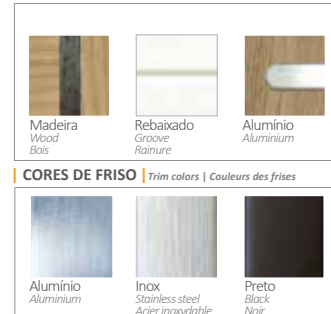 Madeira Rebaixado Alumínio
Wood Groove Aluminium
Bois Rainure
CORES DE FRISO | Trim colors | Couleurs des frises
Alumínio Inox Preto
Aluminium Stainless steel Black
Acier inoxydable Noir